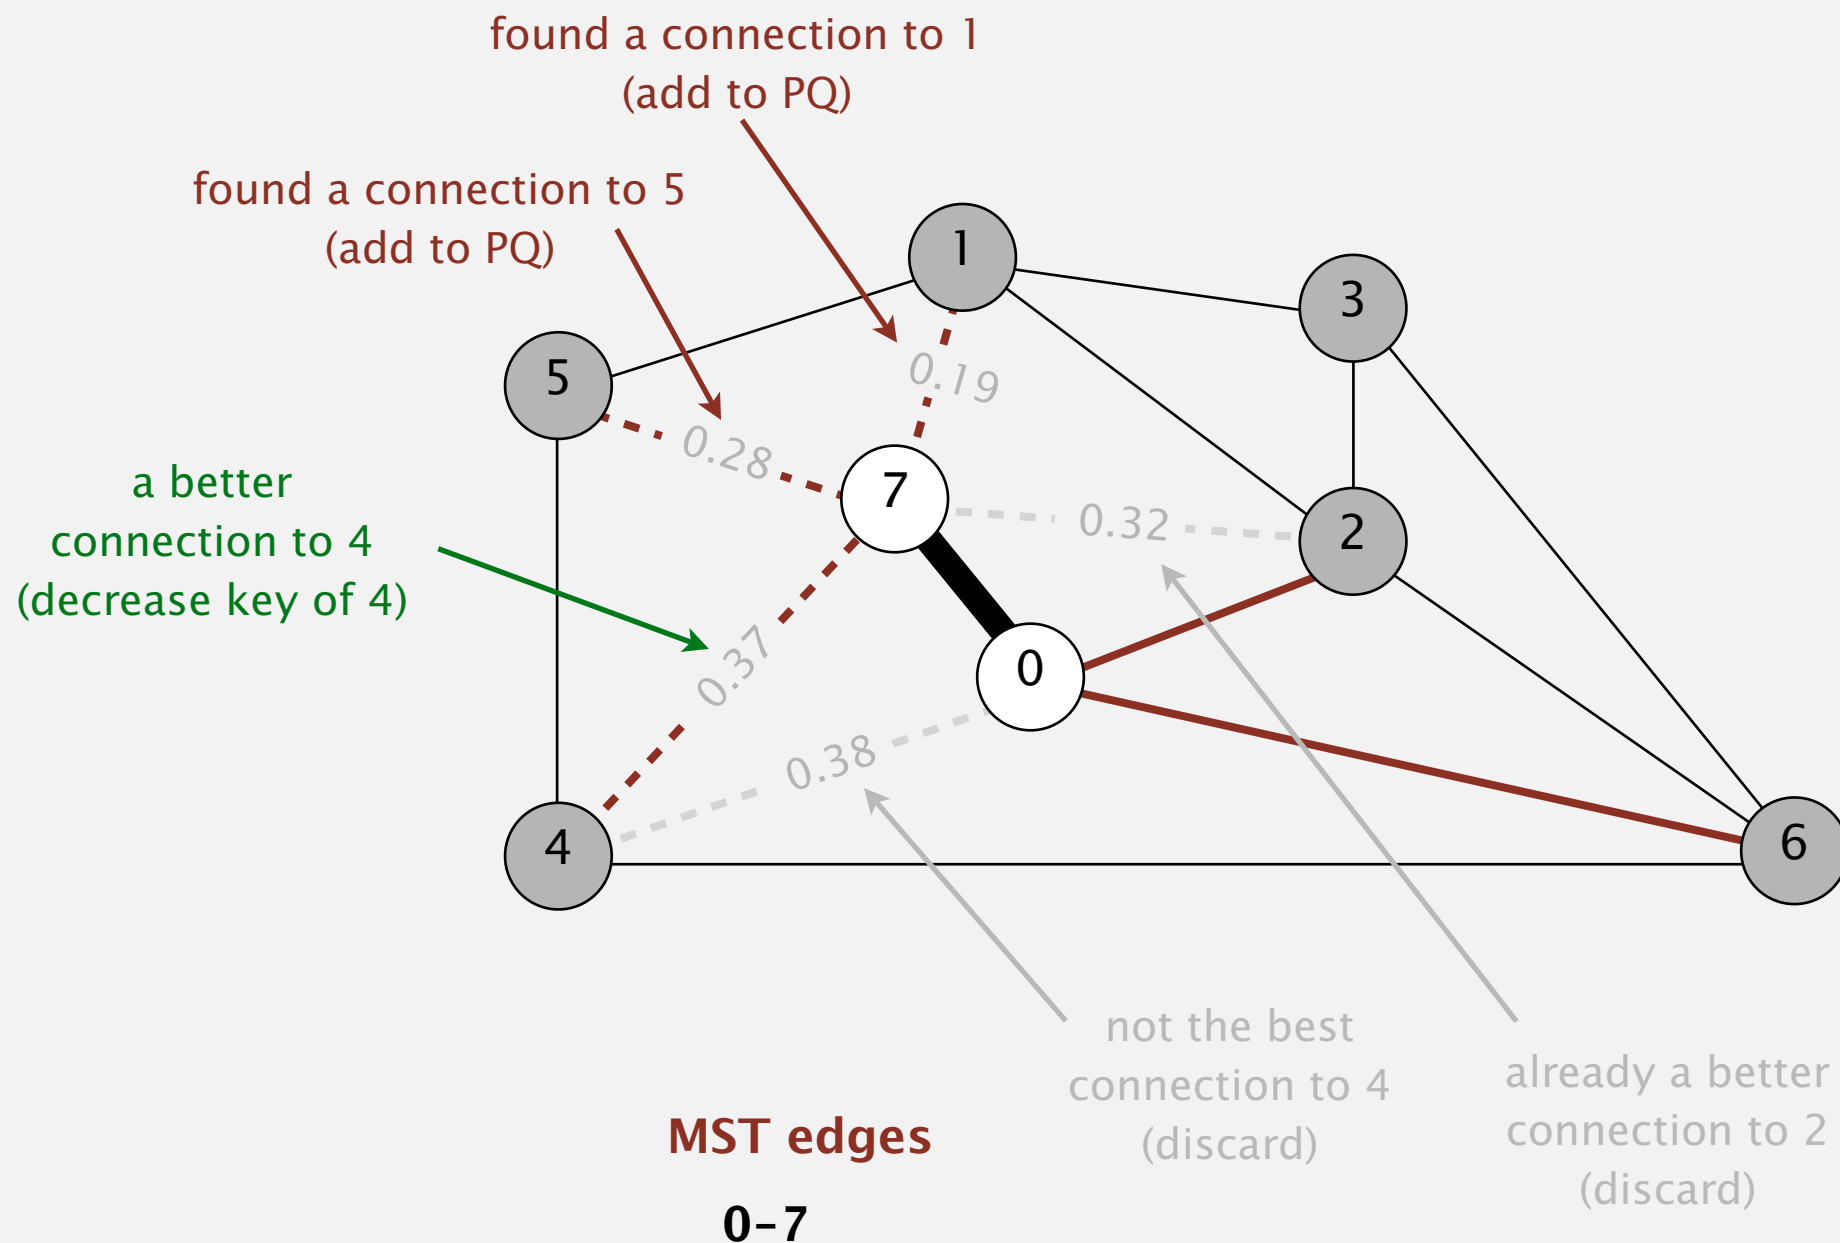 found a connection to 1
(add to PQ)
found a connection to 5
(add to PQ)
1
3
0.19
5
0.28
a better
connection to 4
(decrease key of 4)
7
0.32
2
0.37
0
0.38
4
6
not the best
connection to 4
(discard)
already a better
connection to 2
(discard)
MST edges
0-7